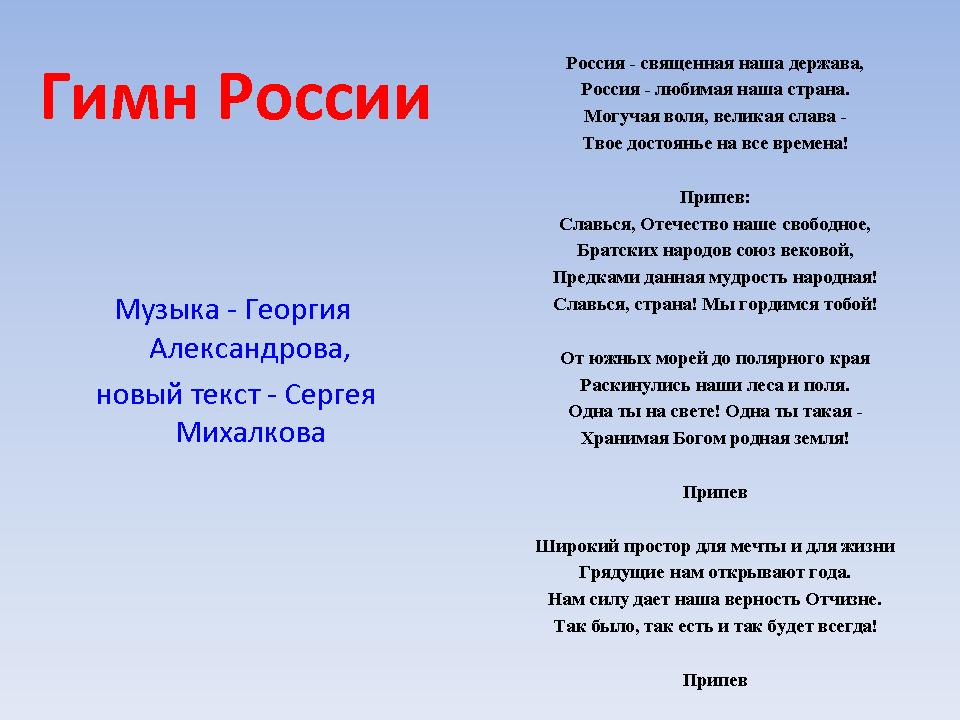 Гимн России
Музыка - Георгия
Александрова,
новый текст - Сергея
Михалкова
Россия - священная наша держава,
Россия - любимая наша страна.
Могучая воля, великая слава -
Твое достоянье на все времена!
Припев:
Славься, Отечество наше свободное,
Братских народов союз вековой,
Предками данная мудрость народная!
Славься, страна! Мы гордимся тобой!
От южных морей до полярного края
Раскинулись наши леса и поля.
Одна ты на свете! Одна ты такая -
Хранимая Богом родная земля!
Припев
Широкий простор для мечты и для жизни
Грядущие нам открывают года.
Нам силу дает наша верность Отчизне.
Так было, так есть и так будет всегда!
Припев